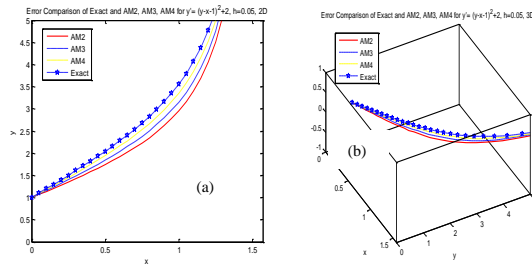 Error Comparison of Exact and AM2, AM3, AM4 for y'= (y-x-1)²+2, h=0.05, 2D
5
4.5
4
3.5
3
2.5
2
1.5
1
0.5
0
y
AM2
AM3
AM4
Exact
(a)
0
0.5
1
1.5
x
Error Comparison of Exact and AM2, AM3, AM4 for y'= (y-x-1)²+2, h=0.05, 3D
AM2
AM3
AM4
Exact
1
0.5
0
-0.5
-1
0
0.5
1
1.5
x
0
1
2
3
4
y
(b)